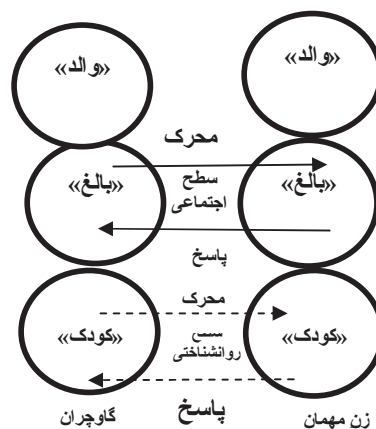 «والد»
«والد»
محرک
«بالغ»
سطح
اجتماعی
«بالغ»
پاسخ
محرک
«کودک»
روانشناختی
«کودک»
پاسخ
زن مهمان
گاوچران